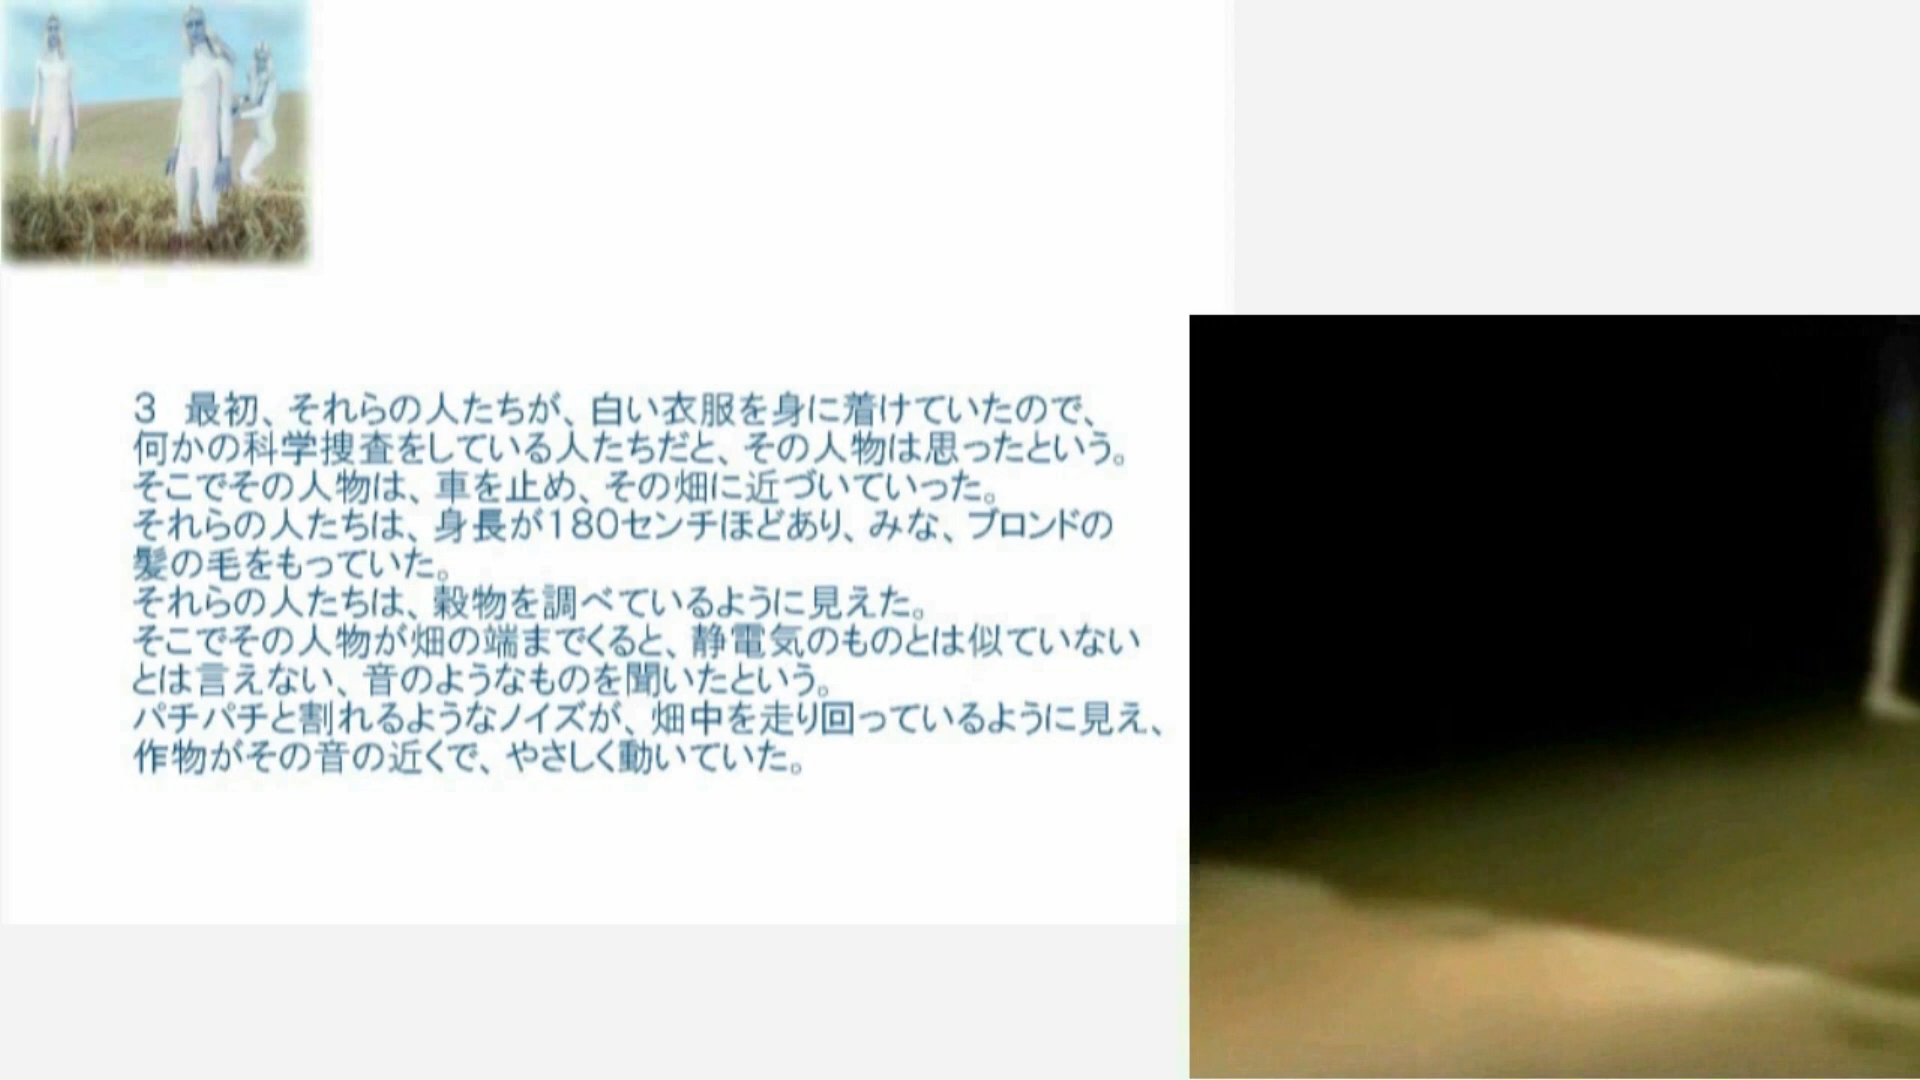 ３　最初、それらの人たちが、白い衣服を身に着けていたので、
何かの科学捜査をしている人たちだと、その人物は思ったという。
そこでその人物は、車を止め、その畑に近づいていった。
それらの人たちは、身長が１８０センチほどあり、みな、ブロンドの
髪の毛をもっていた。
それらの人たちは、穀物を調べているように見えた。
そこでその人物が畑の端までくると、静電気のものとは似ていない
とは言えない、音のようなものを聞いたという。
パチパチと割れるようなノイズが、畑中を走り回っているように見え、
作物がその音の近くで、やさしく動いていた。